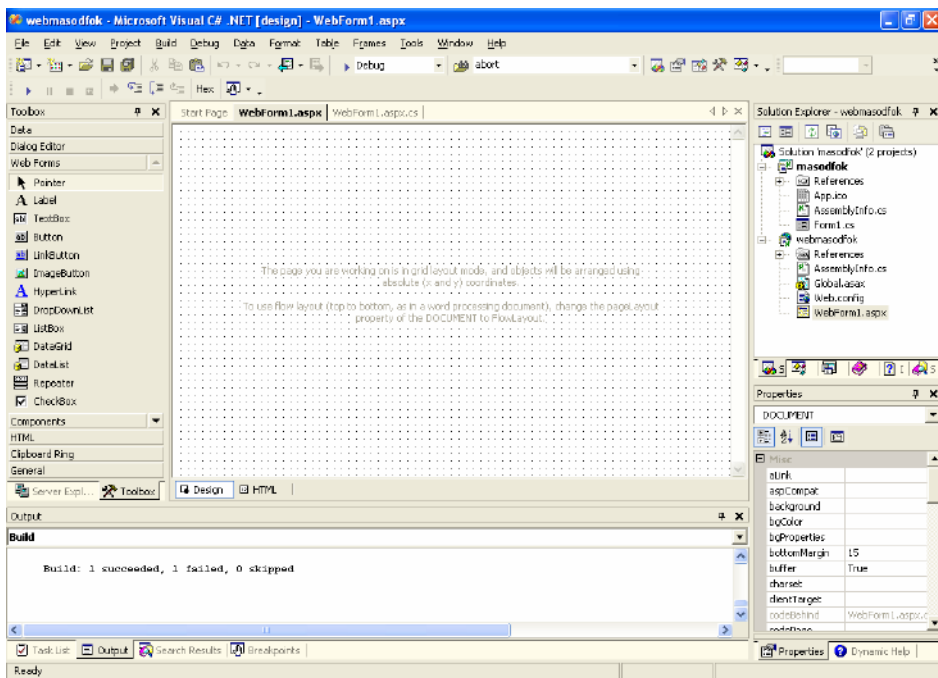 webmasodfok - Microsoft Visual C# .NET [design] - WebForm1.aspx
File Edit View Project Build Debug Data Format Table Frames Tools Window Help
Debug abort
Hex
Toolbox
Data
Dialog Editor
Web Forms
Pointer
Label
TextBox
Button
LinkButton
ImageButton
HyperLink
DropDownList
ListBox
DataGrid
DataList
Repeater
CheckBox
Components
HTML
Clipboard Ring
General
Server Expl... Toolbox
Start Page WebForm1.aspx WebForm1.aspx.cs
The page you are working on is in grid layout mode, and objects will be arranged using
absolute (x and y) coordinates.
To use flow layout (top to bottom, as in a word processing document), change the pageLayout
property of the DOCUMENT to FlowLayout.
Design HTML
Solution Explorer - webmasodfok
Solution 'masodfok' (2 projects)
masodfok
References
App.ico
AssemblyInfo.cs
Form1.cs
webmasodfok
References
AssemblyInfo.cs
Global.asax
Web.config
WebForm1.aspx
Properties
DOCUMENT
Misc
aLink
aspCompat
background
bgColor
bgProperties
bottomMargin 15
buffer True
charset
clientTarget
codeBehind WebForm1.aspx.c
codePage
Properties Dynamic Help
Output
Build
Build: 1 succeeded, 1 failed, 0 skipped
Task List Output Search Results Breakpoints
Ready